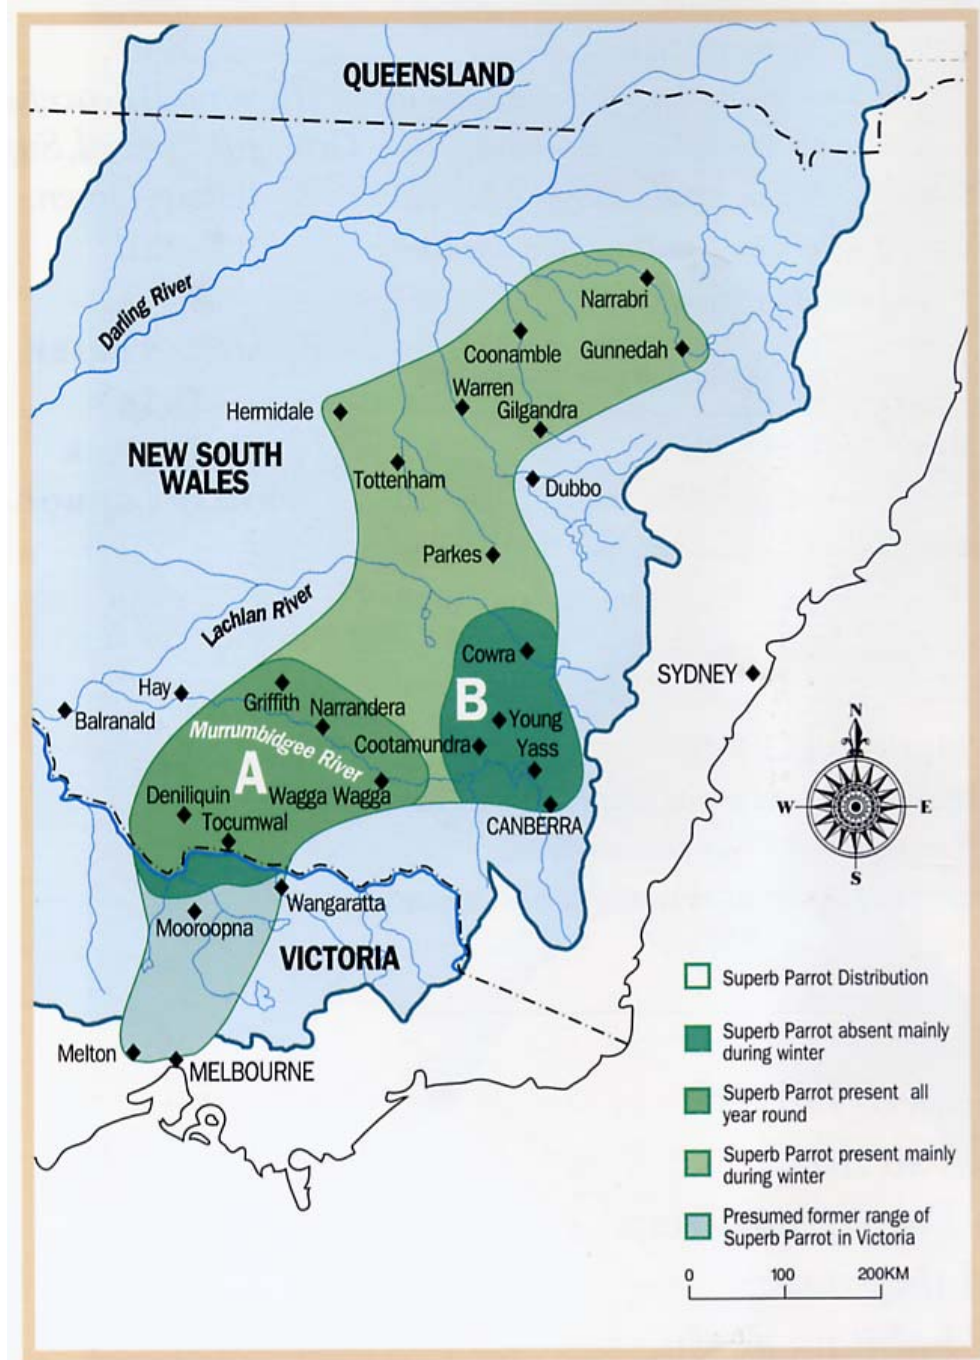 QUEENSLAND
Darling River
Narrabri
Coonamble
Gunnedah
Warren
Hermidale
Gilgandra
NEW SOUTH
WALES
Tottenham
Dubbo
Parkes
Lachlan River
Cowra
SYDNEY
Hay
Griffith
Narrandera
B
Balranald
Young
Murrumbidgee River
Cootamundra
Yass
A
Deniliquin
Wagga Wagga
Tocumwal
CANBERRA
N
W
E
S
Wangaratta
Mooroopna
VICTORIA
Melton
MELBOURNE
Superb Parrot Distribution
Superb Parrot absent mainly
during winter
Superb Parrot present all
year round
Superb Parrot present mainly
during winter
Presumed former range of
Superb Parrot in Victoria
0 100 200KM